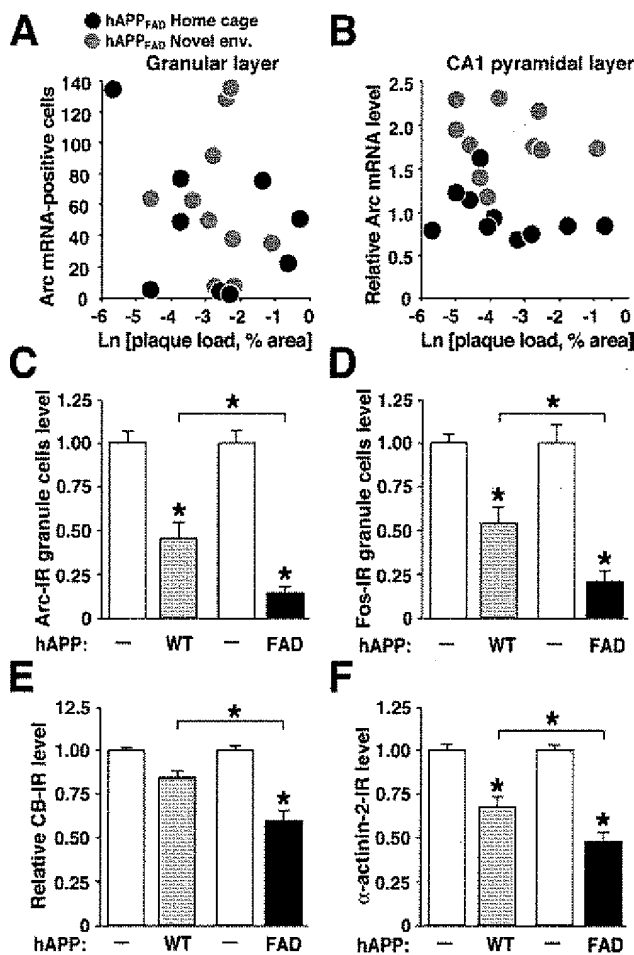 A
hAPPFAD Home cage
hAPPFAD Novel env.
B
Granular layer
CA1 pyramidal layer
Arc mRNA-positive cells
140
120
100
80
60
40
20
0
-6 -5 -4 -3 -2 -1 0
Ln [plaque load, % area]
Relative Arc mRNA level
2.5
2.0
1.5
1.0
0.5
0
-6 -5 -4 -3 -2 -1 0
Ln [plaque load, % area]
C
Arc-IR granule cells level
1.25
1.00
0.75
0.50
0.25
0
*
*
*
hAPP: — WT — FAD
D
Fos-IR granule cells level
1.25
1.00
0.75
0.50
0.25
0
*
*
*
hAPP: — WT — FAD
E
Relative CB-IR level
12.5
1.00
0.75
0.50
0.25
0
*
*
hAPP: — WT — FAD
F
α-actinin-2-IR level
1.25
1.00
0.75
0.50
0.25
0
*
*
*
hAPP: — WT — FAD